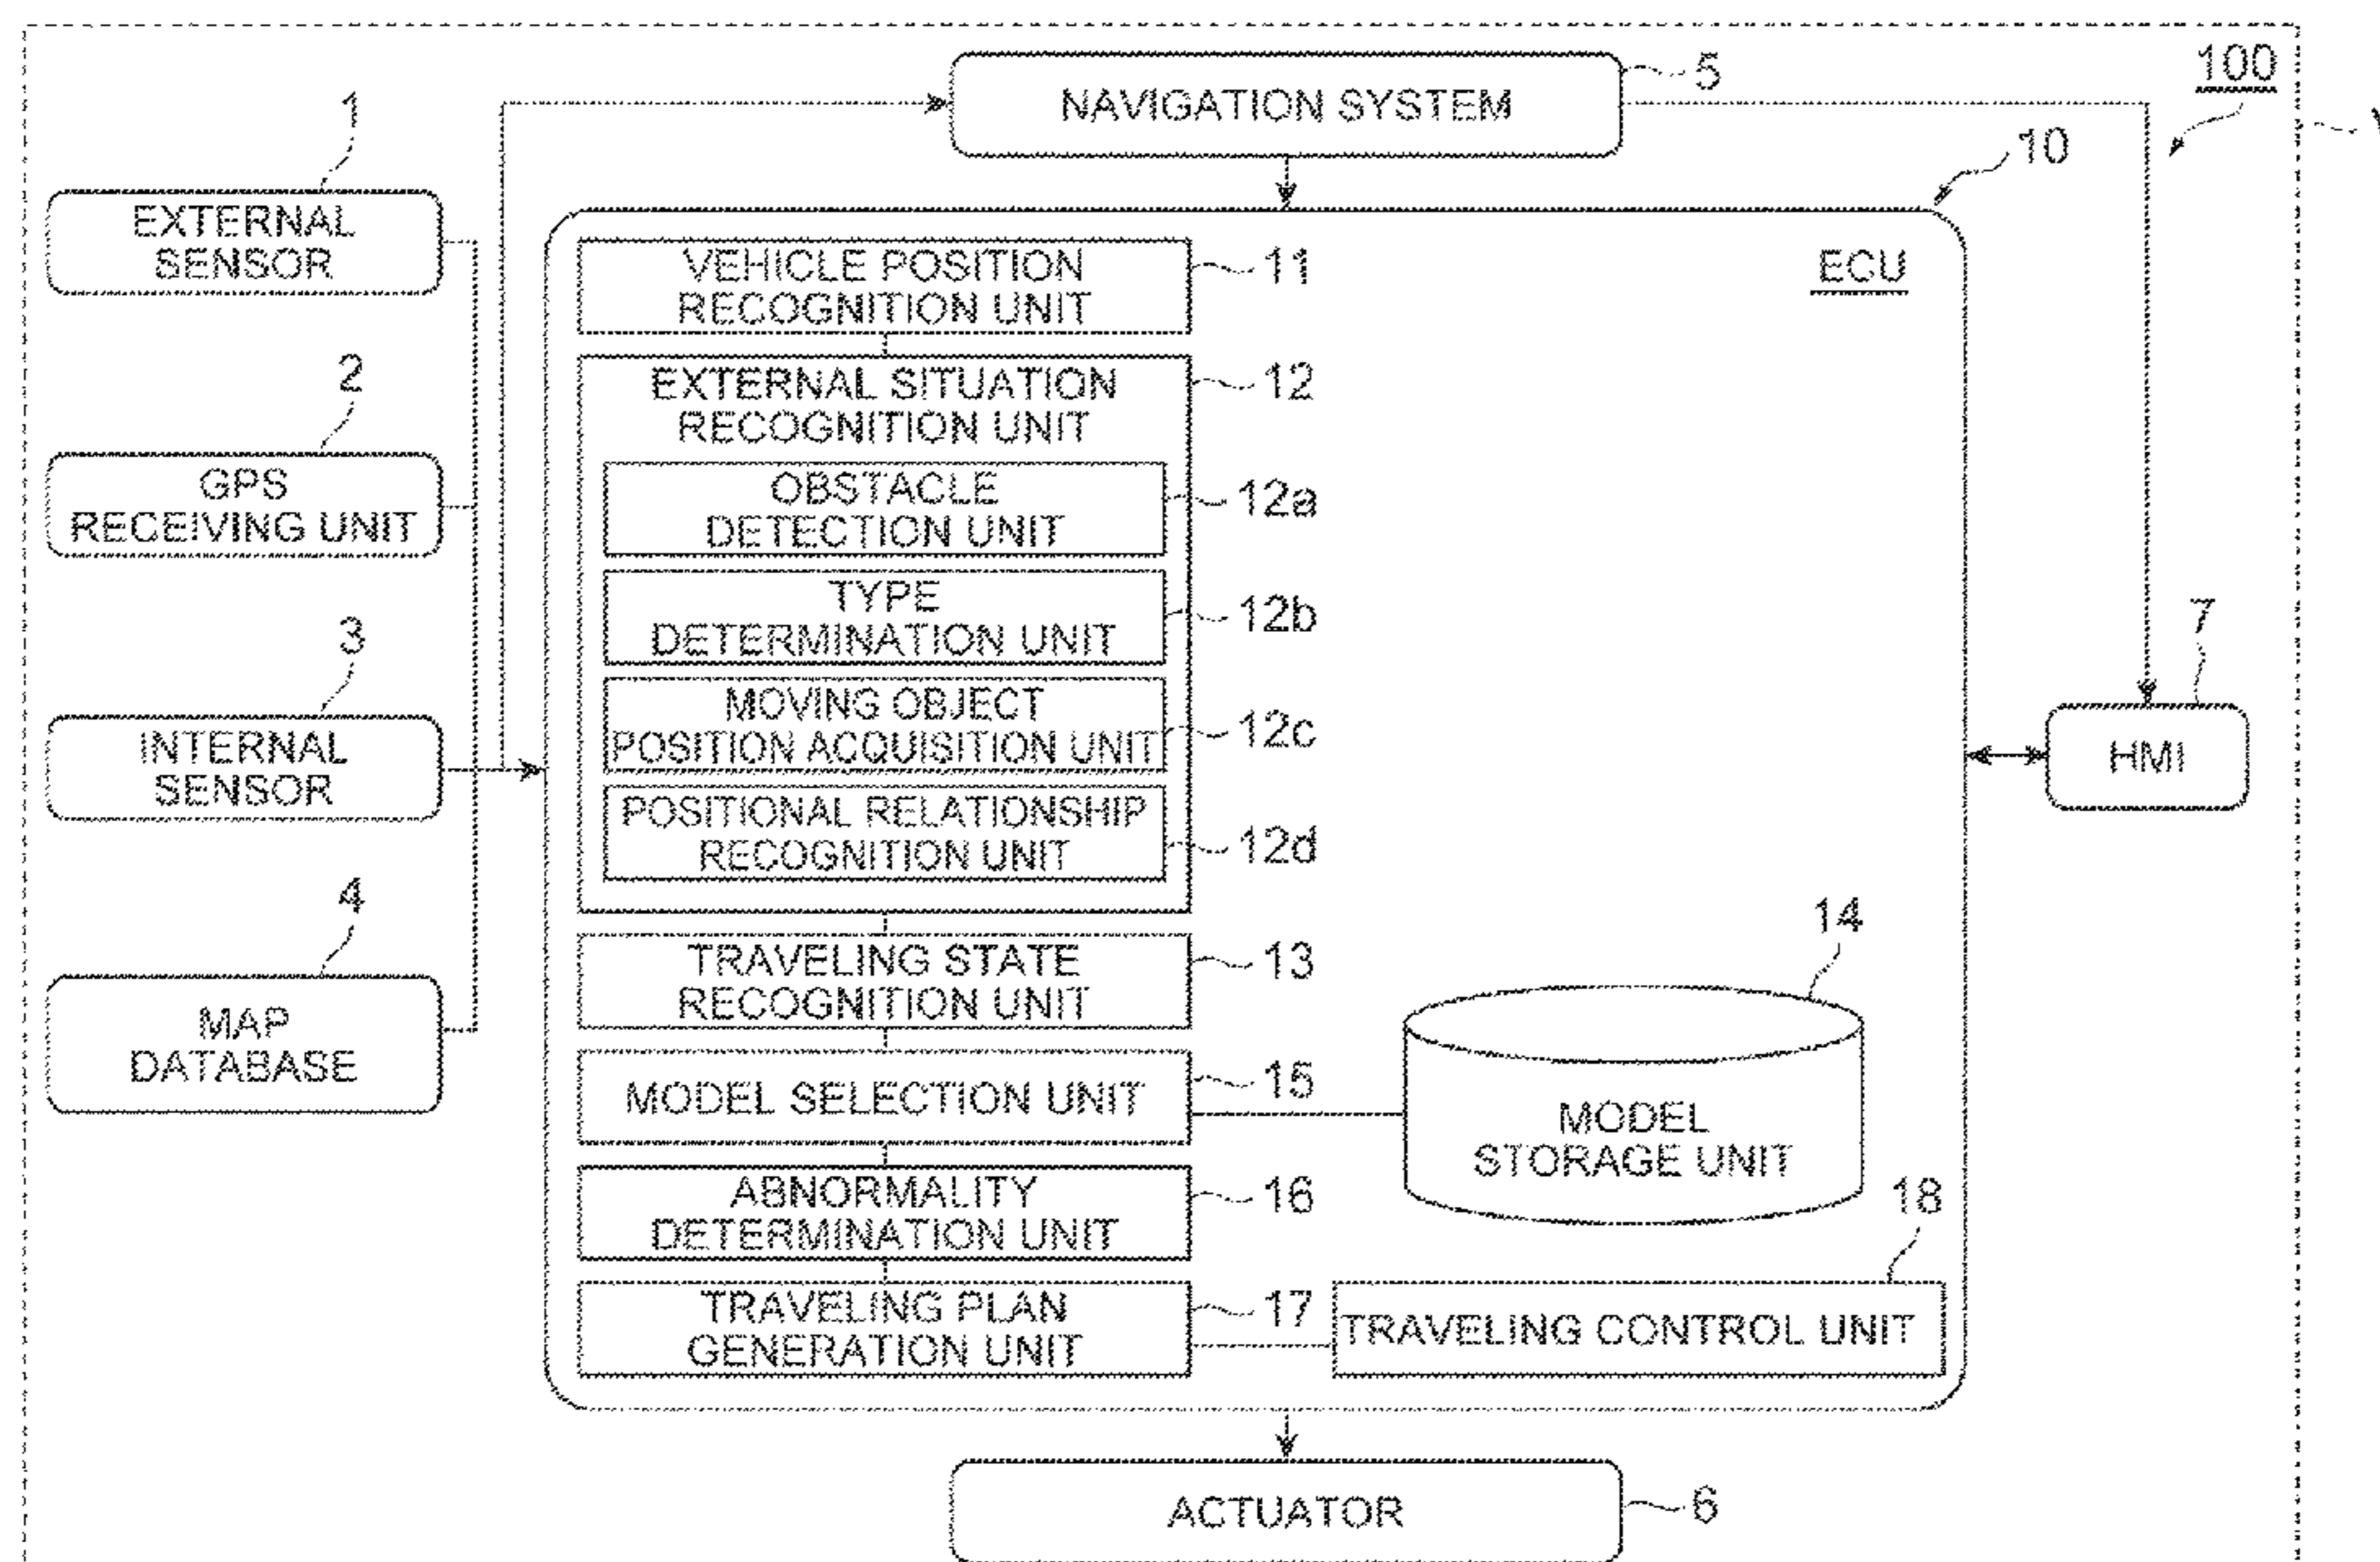 5
NAVIGATION SYSTEM
100
10
1
EXTERNAL
SENSOR
2
GPS
RECEIVING UNIT
3
INTERNAL
SENSOR
4
MAP
DATABASE
ECU
VEHICLE POSITION
RECOGNITION UNIT
11
EXTERNAL SITUATION
RECOGNITION UNIT
12
OBSTACLE
DETECTION UNIT
12a
TYPE
DETERMINATION UNIT
12b
MOVING OBJECT
POSITION ACQUISITION UNIT
12c
POSITIONAL RELATIONSHIP
RECOGNITION UNIT
12d
TRAVELING STATE
RECOGNITION UNIT
13
MODEL SELECTION UNIT
15
ABNORMALITY
DETERMINATION UNIT
16
TRAVELING PLAN
GENERATION UNIT
17
14
MODEL
STORAGE UNIT
18
TRAVELING CONTROL UNIT
7
HMI
ACTUATOR
6